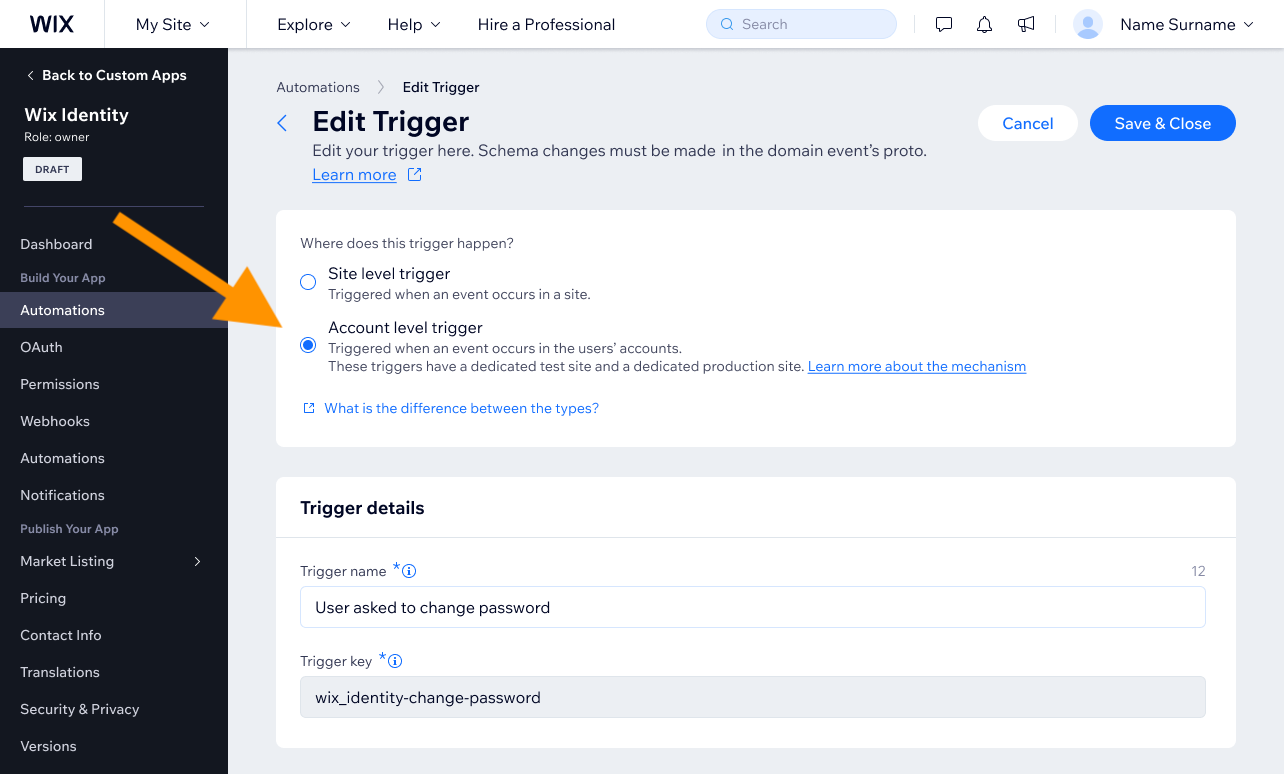 WIX
My Site
Explore
Help
Hire a Professional
Search
Name Surname
Back to Custom Apps
Wix Identity
Role: owner
DRAFT
Dashboard
Build Your App
Automations
OAuth
Permissions
Webhooks
Automations
Notifications
Publish Your App
Market Listing
Pricing
Contact Info
Translations
Security & Privacy
Versions
Automations
Edit Trigger
Edit Trigger
Cancel
Save & Close
Edit your trigger here. Schema changes must be made in the domain event’s proto.
Learn more
Where does this trigger happen?
Site level trigger
Triggered when an event occurs in a site.
Account level trigger
Triggered when an event occurs in the users’ accounts.
These triggers have a dedicated test site and a dedicated production site. Learn more about the mechanism
What is the difference between the types?
Trigger details
Trigger name *
12
User asked to change password
Trigger key *
wix_identity-change-password